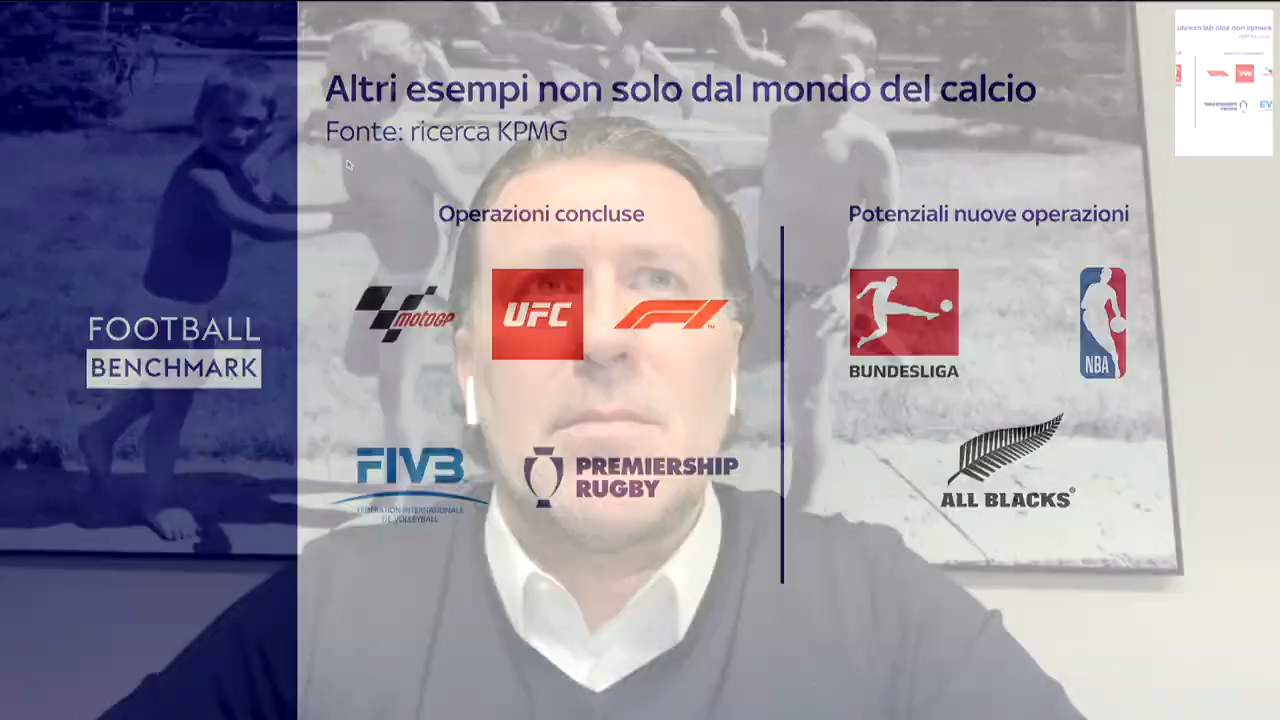 Altri esempi non solo dal mondo del calcio
Fonte: ricerca KPMG
FOOTBALL
BENCHMARK
Operazioni concluse
motoGP
UFC
F1
FIVB
FEDERATION INTERNATIONALE
DE VOLLEYBALL
PREMIERSHIP
RUGBY
Potenziali nuove operazioni
BUNDESLIGA
NBA
ALL BLACKS®